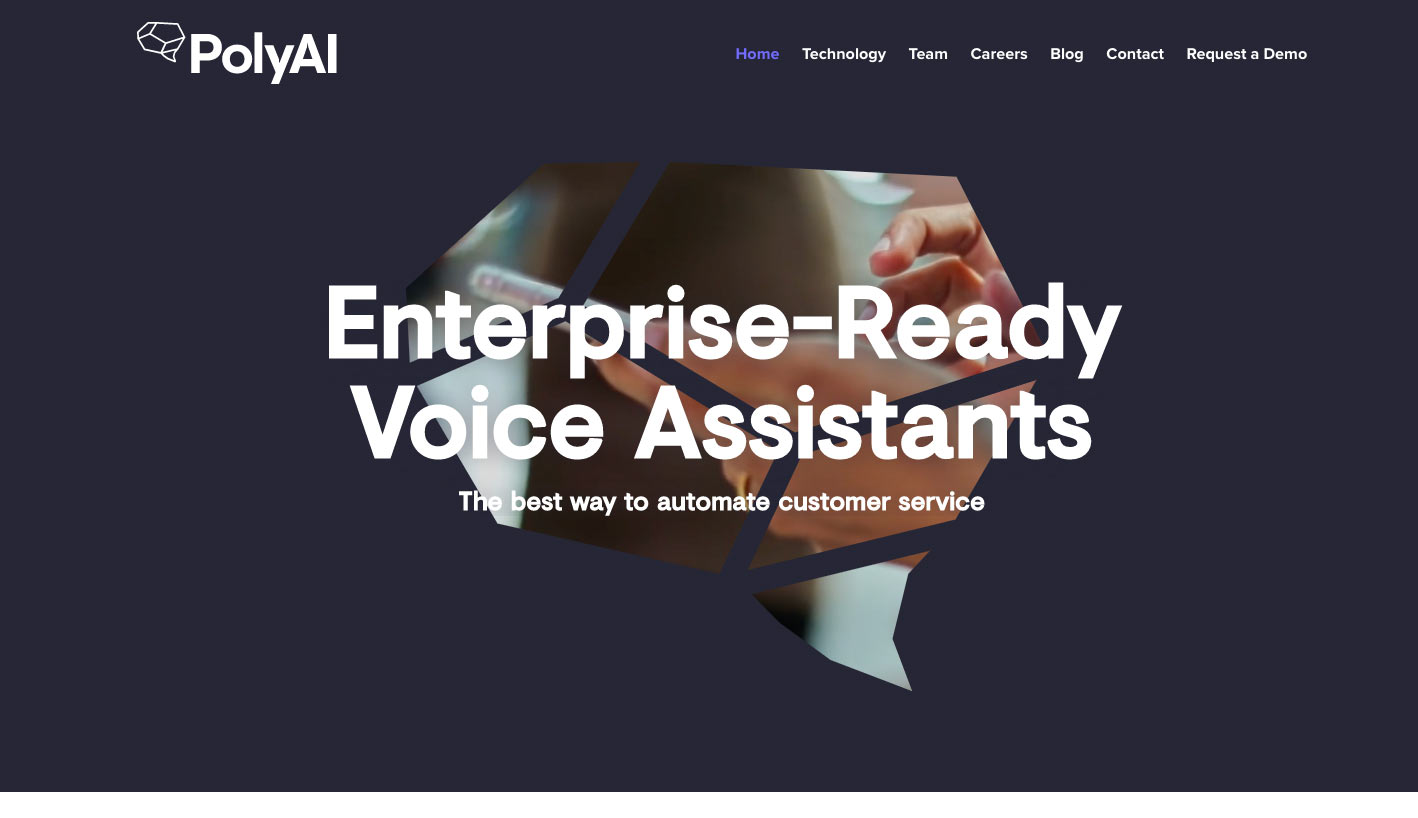 PolyAI
Home Technology Team Careers Blog Contact Request a Demo
Enterprise-Ready
Voice Assistants
The best way to automate customer service